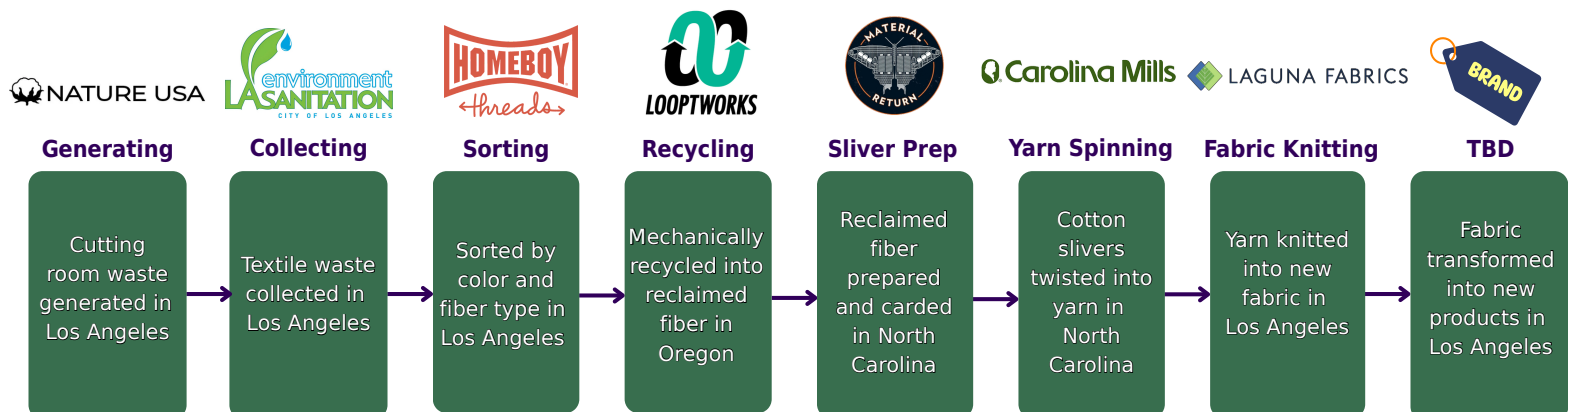 NATURE USA
environment
LASANITATION
CITY OF LOS ANGELES
HOMEBOY
threads
LOOPTWORKS
MATERIAL
RETURN
Carolina Mills
LAGUNA FABRICS
BRAND
Generating
Collecting
Sorting
Recycling
Sliver Prep
Yarn Spinning
Fabric Knitting
TBD
Cutting
room waste
generated in
Los Angeles
Textile waste
collected in
Los Angeles
Sorted by
color and
fiber type in
Los Angeles
Mechanically
recycled into
reclaimed
fiber in
Oregon
Reclaimed
fiber
prepared
and carded
in North
Carolina
Cotton
slivers
twisted into
yarn in
North
Carolina
Yarn knitted
into new
fabric in
Los Angeles
Fabric
transformed
into new
products in
Los Angeles